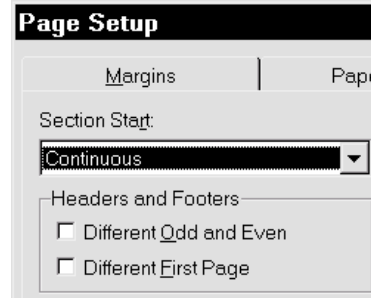 Page Setup
Margins
Pape
Section Start:
Continuous
Headers and Footers
Different Odd and Even
Different First Page